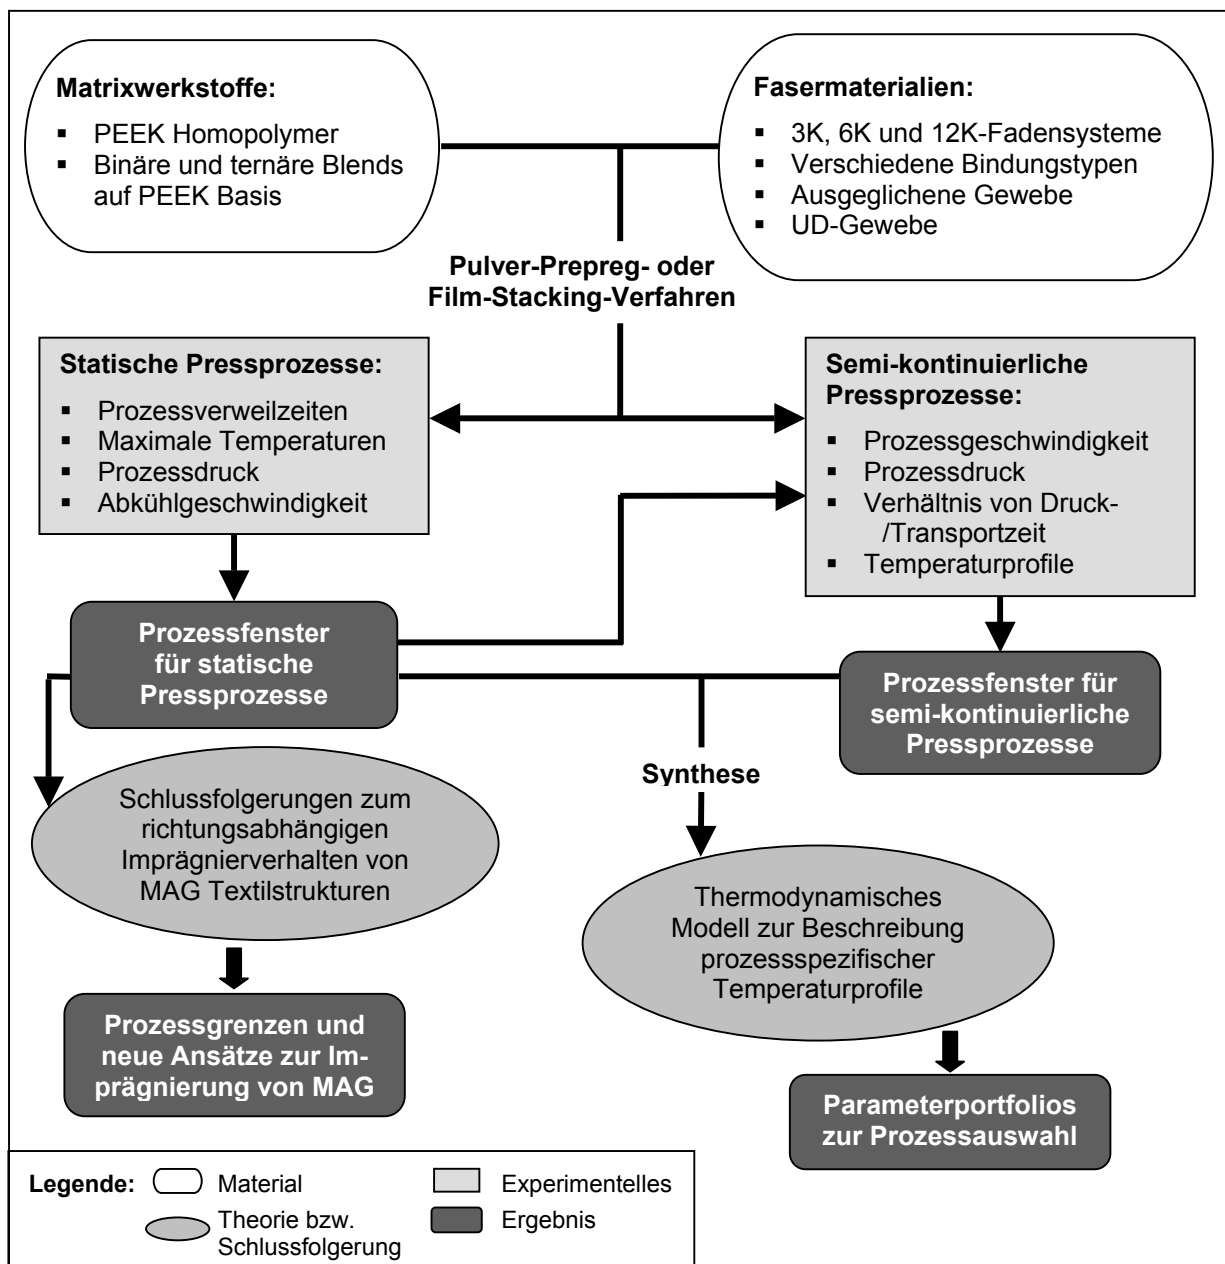 Matrixwerkstoffe:
▪ PEEK Homopolymer
▪ Binäre und ternäre Blends
auf PEEK Basis
Fasermaterialien:
▪ 3K, 6K und 12K-Fadensysteme
▪ Verschiedene Bindungstypen
▪ Ausgeglichene Gewebe
▪ UD-Gewebe
Pulver-Prepreg- oder
Film-Stacking-Verfahren
Statische Pressprozesse:
▪ Prozessverweilzeiten
▪ Maximale Temperaturen
▪ Prozessdruck
▪ Abkühlgeschwindigkeit
Semi-kontinuierliche
Pressprozesse:
▪ Prozessgeschwindigkeit
▪ Prozessdruck
▪ Verhältnis von Druck-
/Transportzeit
▪ Temperaturprofile
Prozessfenster
für statische
Pressprozesse
Prozessfenster für
semi-kontinuierliche
Pressprozesse
Synthese
Schlussfolgerungen zum
richtungsabhängigen
Imprägnierverhalten von
MAG Textilstrukturen
Thermodynamisches
Modell zur Beschreibung
prozessspezifischer
Temperaturprofile
Prozessgrenzen und
neue Ansätze zur Im-
prägnierung von MAG
Parameterportfolios
zur Prozessauswahl
Legende:
Material
Experimentelles
Theorie bzw.
Schlussfolgerung
Ergebnis